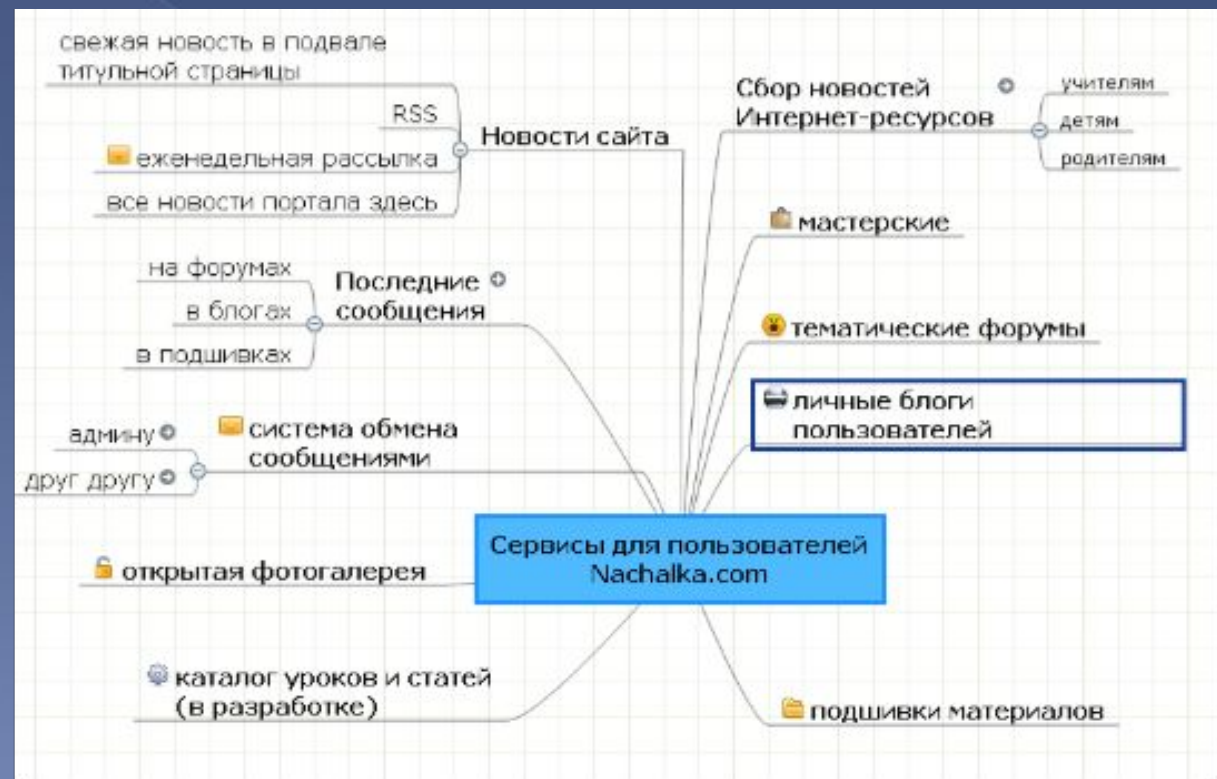 свежая новость в подвале
титульной страницы
RSS
еженедельная рассылка
все новости портала здесь
Новости сайта
на форумах
в блогах
в подшивках
Последние
сообщения
админу
друг другу
система обмена
сообщениями
открытая фотогалерея
каталог уроков и статей
(в разработке)
Сервисы для пользователей
Nachalka.com
Сбор новостей
Интернет-ресурсов
учителям
детям
родителям
мастерские
тематические форумы
личные блоги
пользователей
подшивки материалов